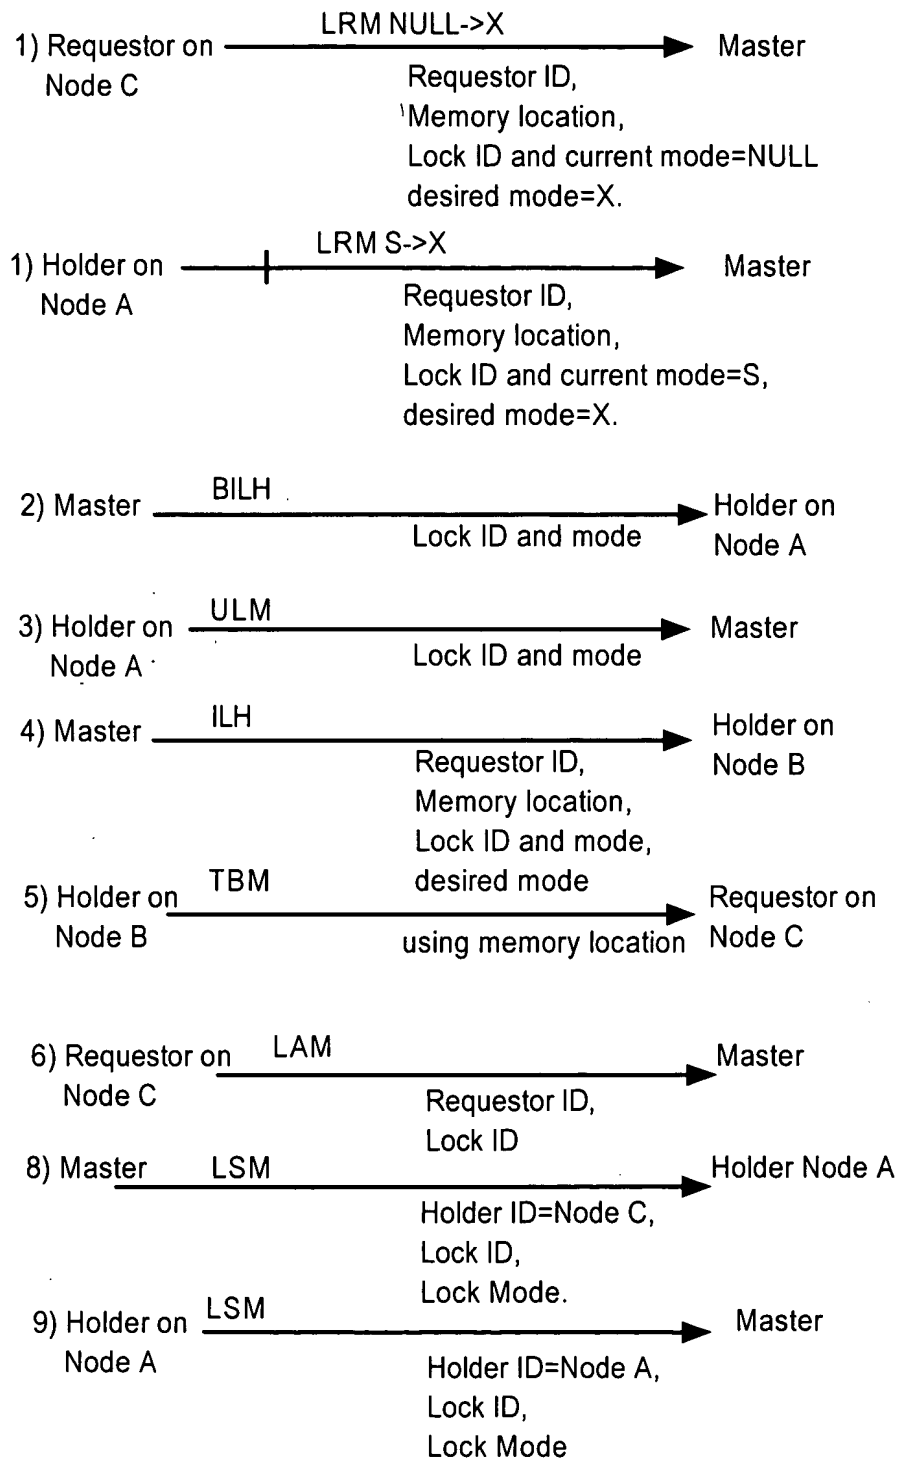 LRM NULL->X
1) Requestor on
Node C
Master
Requestor ID,
Memory location,
Lock ID and current mode=NULL
desired mode=X.
LRM S->X
1) Holder on
Node A
Master
Requestor ID,
Memory location,
Lock ID and current mode=S,
desired mode=X.
BILH
2) Master
Holder on
Node A
Lock ID and mode
ULM
3) Holder on
Node A
Master
Lock ID and mode
ILH
4) Master
Holder on
Node B
Requestor ID,
Memory location,
Lock ID and mode,
desired mode
TBM
5) Holder on
Node B
Requestor on
Node C
using memory location
LAM
6) Requestor on
Node C
Master
Requestor ID,
Lock ID
8) Master
LSM
Holder Node A
Holder ID=Node C,
Lock ID,
Lock Mode.
LSM
9) Holder on
Node A
Master
Holder ID=Node A,
Lock ID,
Lock Mode